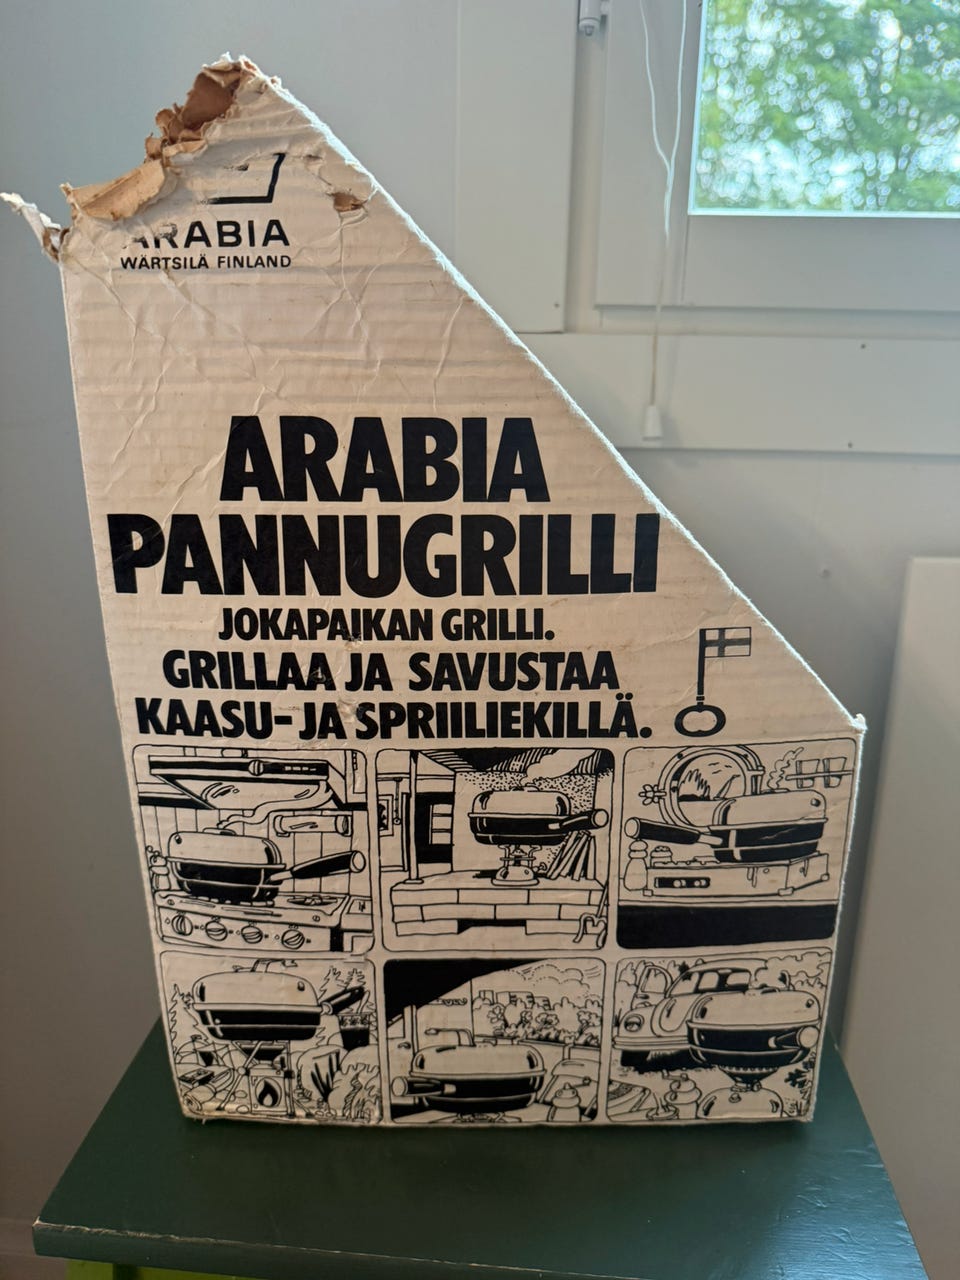 ARABIA
WÄRTSILÄ FINLAND
ARABIA
PANNUGRILLI
JOKAPAIKAN GRILLI.
GRILLAA JA SAVUSTAA
KAASU- JA SPRIILIEKILLÄ.